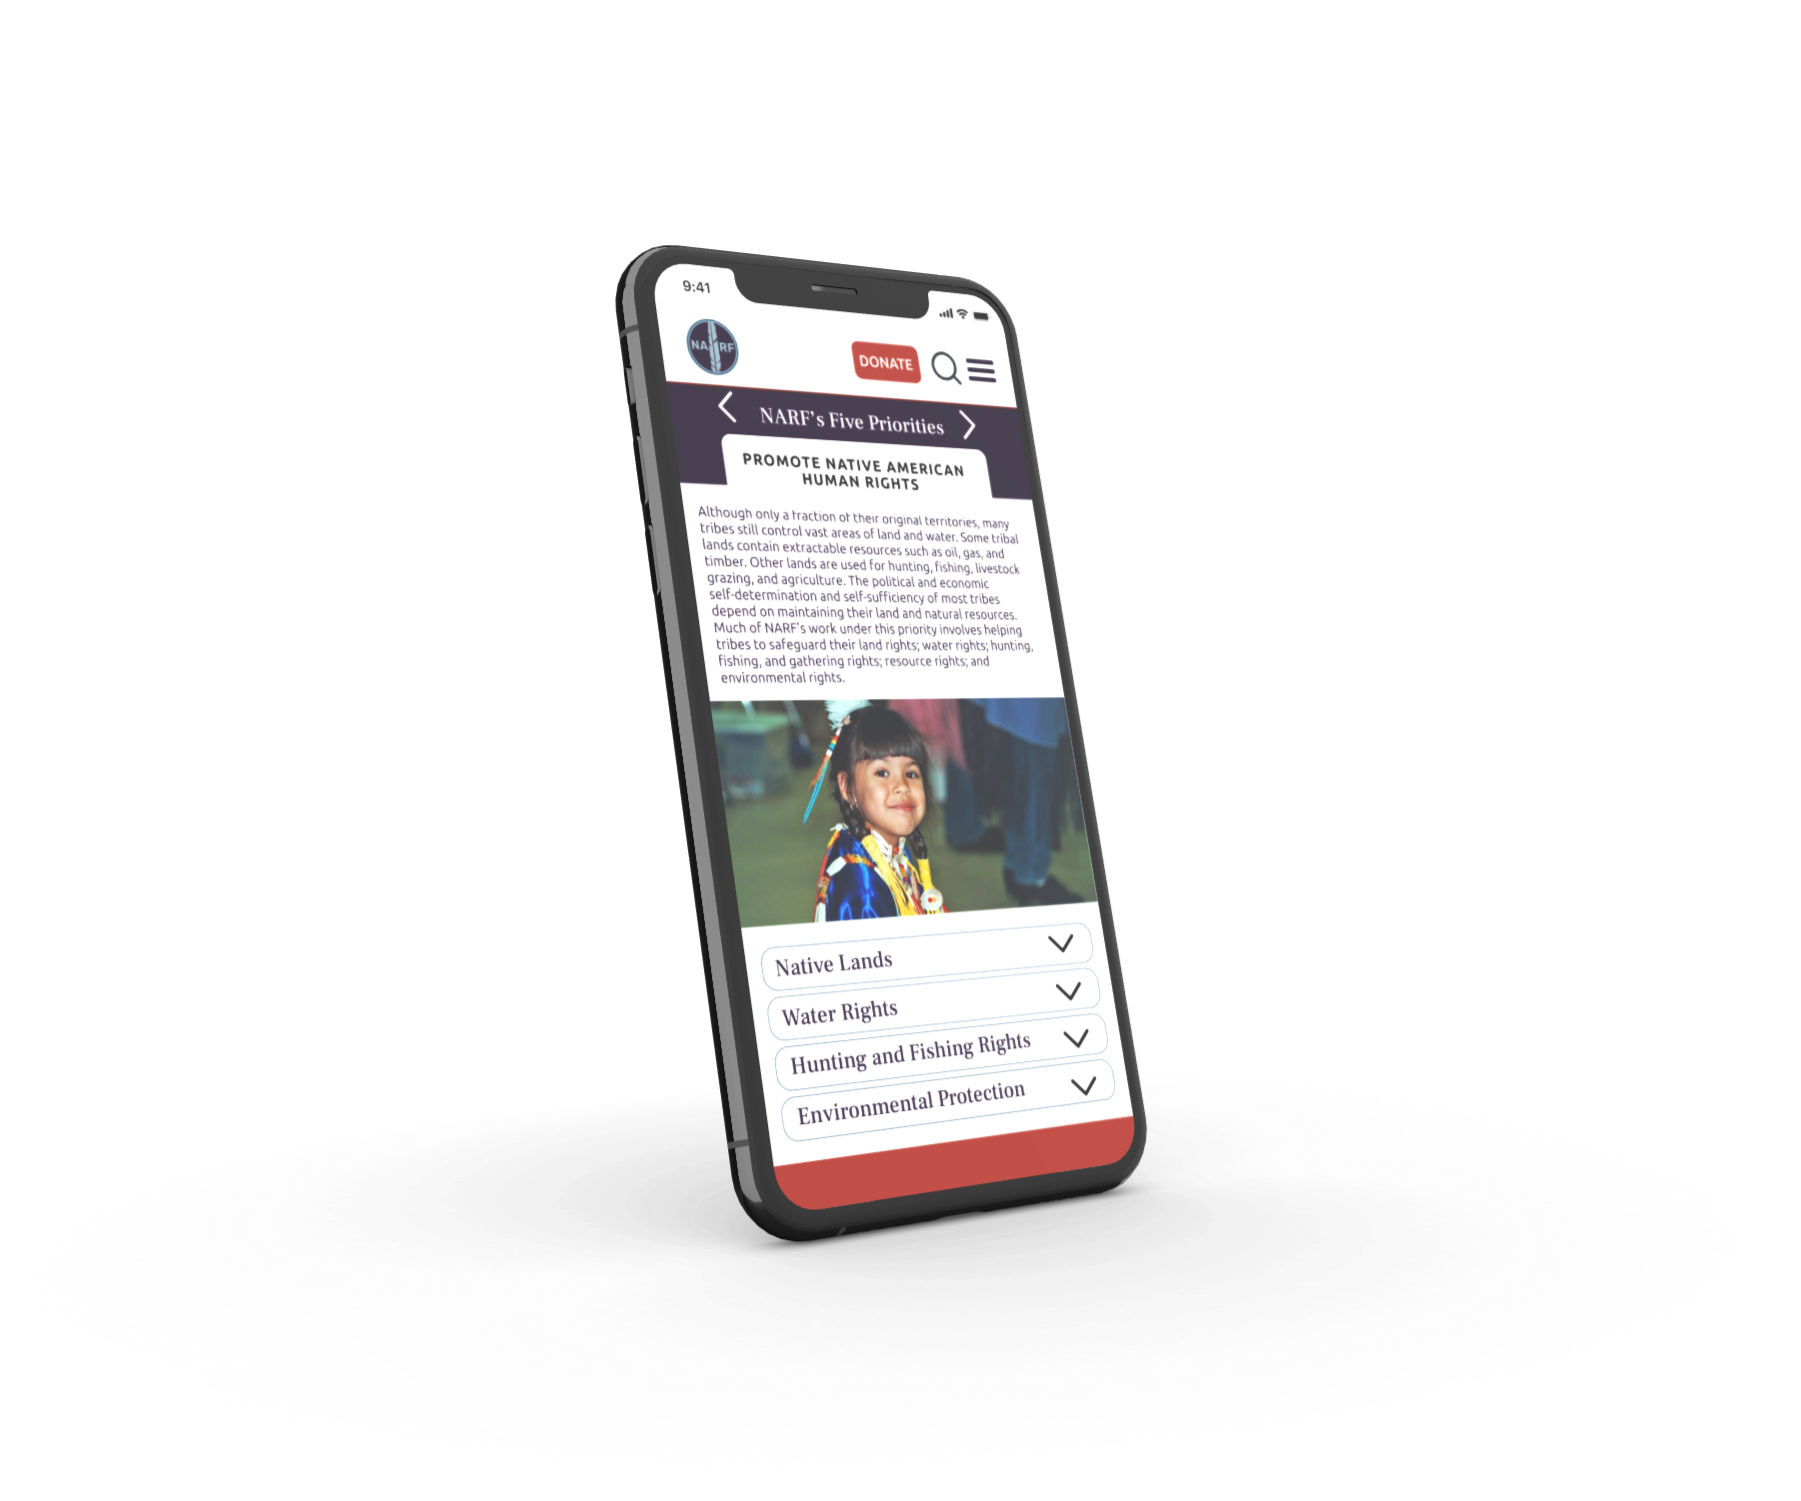 9:41
NARF
DONATE
NARF's Five Priorities
PROMOTE NATIVE AMERICAN
HUMAN RIGHTS
Although only a fraction of their original territories, many
tribes still control vast areas of land and water. Some tribal
lands contain extractable resources such as oil, gas, and
timber. Other lands are used for hunting, fishing, livestock
grazing, and agriculture. The political and economic
self-determination and self-sufficiency of most tribes
depend on maintaining their land and natural resources.
Much of NARF's work under this priority involves helping
tribes to safeguard their land rights; water rights; hunting,
fishing, and gathering rights; resource rights; and
environmental rights.
Native Lands
Water Rights
Hunting and Fishing Rights
Environmental Protection